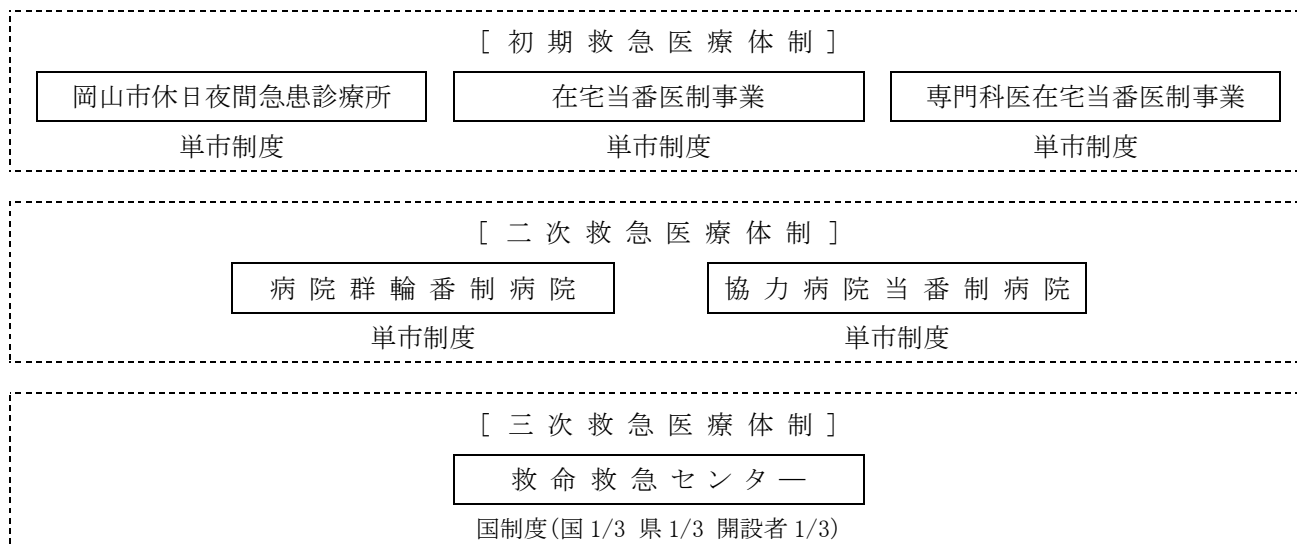 [ 初 期 救 急 医 療 体 制 ]
岡山市休日夜間急患診療所 在宅当番医制事業 専門科医在宅当番医制事業
単市制度 単市制度 単市制度
[ 二 次 救 急 医 療 体 制 ]
病 院 群 輪 番 制 病 院 協 力 病 院 当 番 制 病 院
単市制度 単市制度
[ 三 次 救 急 医 療 体 制 ]
救 命 救 急 セ ン タ ー
国制度(国 1/3 県 1/3 開設者 1/3)